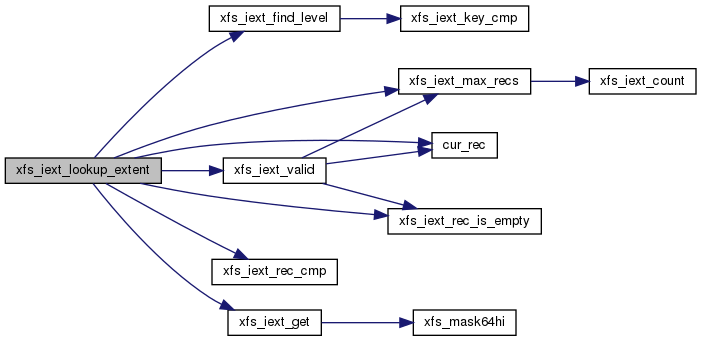 xfs_iext_find_level
xfs_iext_key_cmp
xfs_iext_max_recs
xfs_iext_count
cur_rec
xfs_iext_lookup_extent
xfs_iext_valid
xfs_iext_rec_is_empty
xfs_iext_rec_cmp
xfs_iext_get
xfs_mask64hi